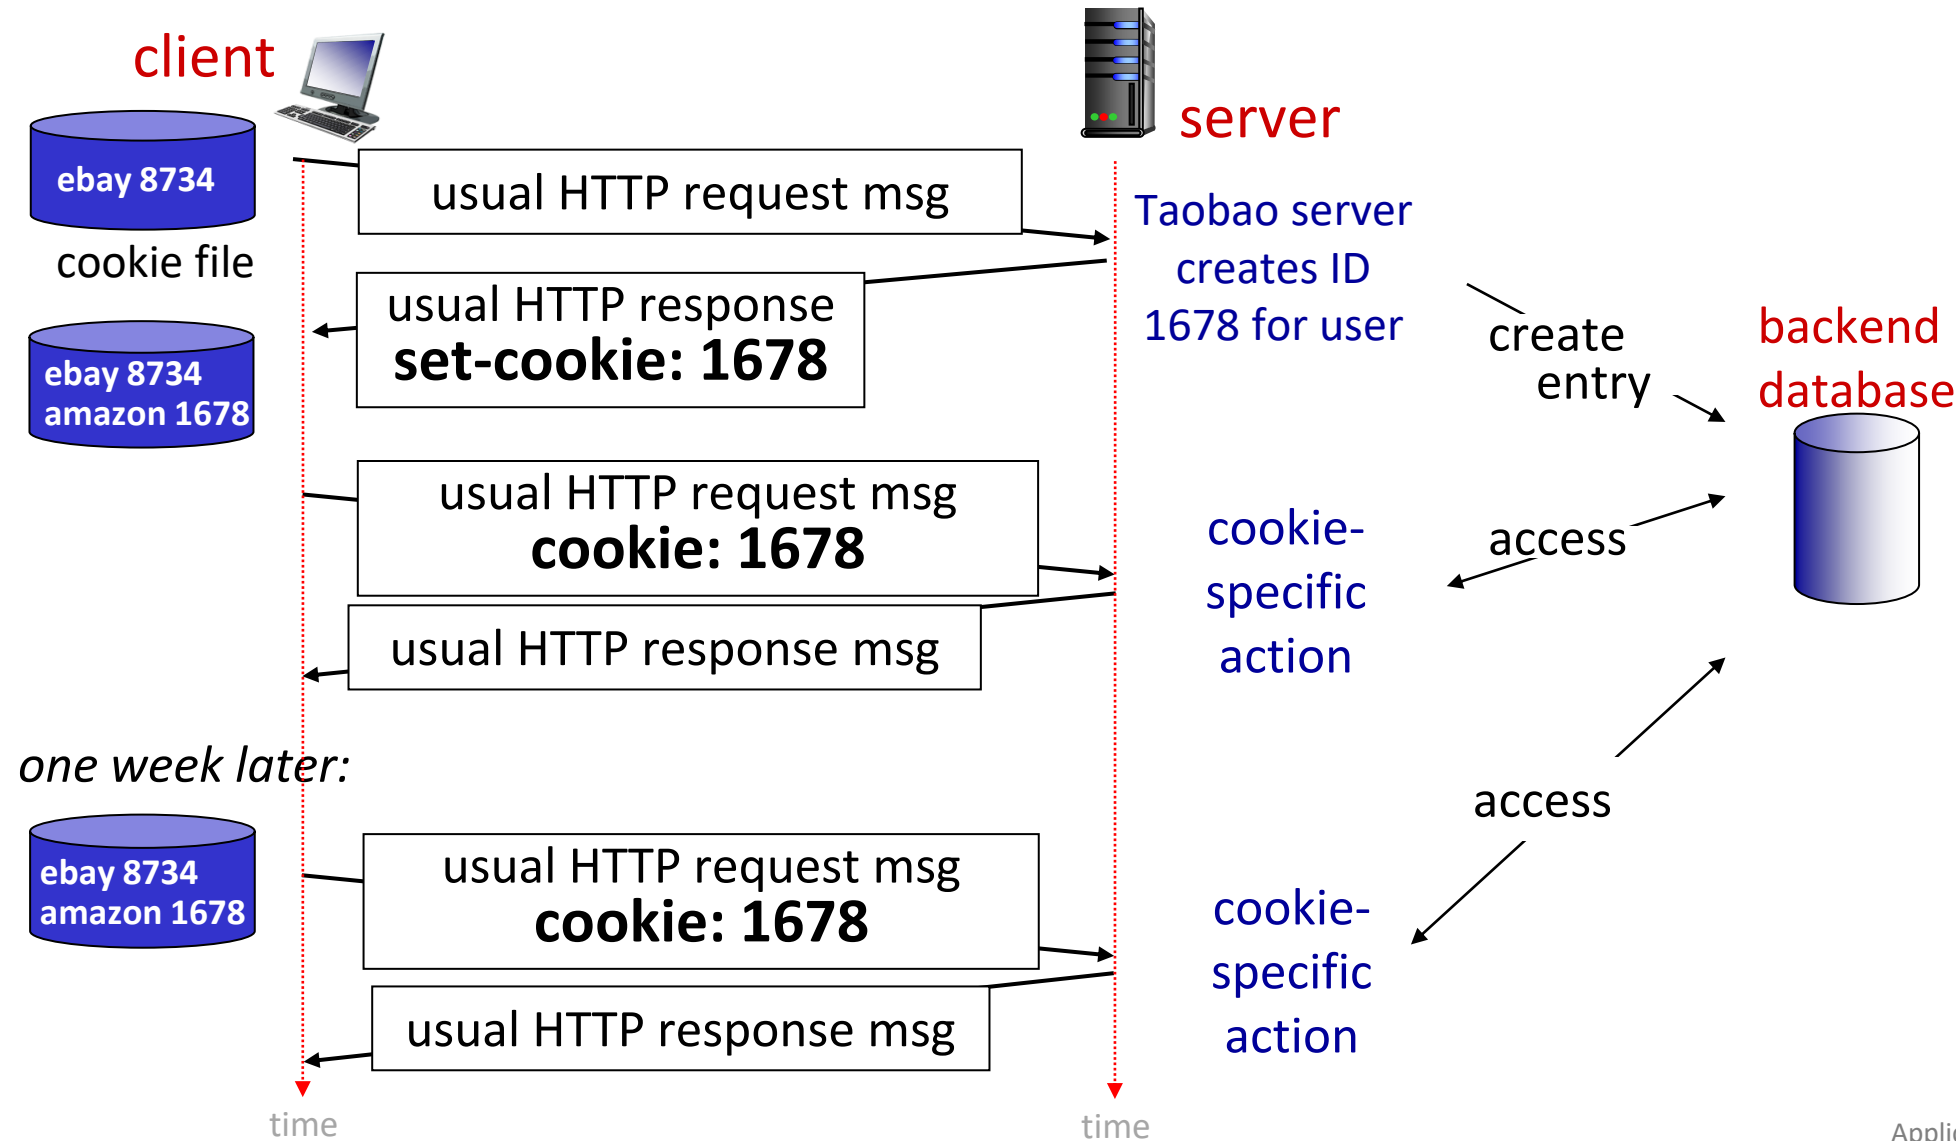 client
server
ebay 8734
cookie file
usual HTTP request msg
Taobao server
creates ID
1678 for user
usual HTTP response
set-cookie: 1678
create
entry
backend
database
ebay 8734
amazon 1678
usual HTTP request msg
cookie: 1678
cookie-
specific
action
access
usual HTTP response msg
one week later:
access
ebay 8734
amazon 1678
usual HTTP request msg
cookie: 1678
cookie-
specific
action
usual HTTP response msg
time
time